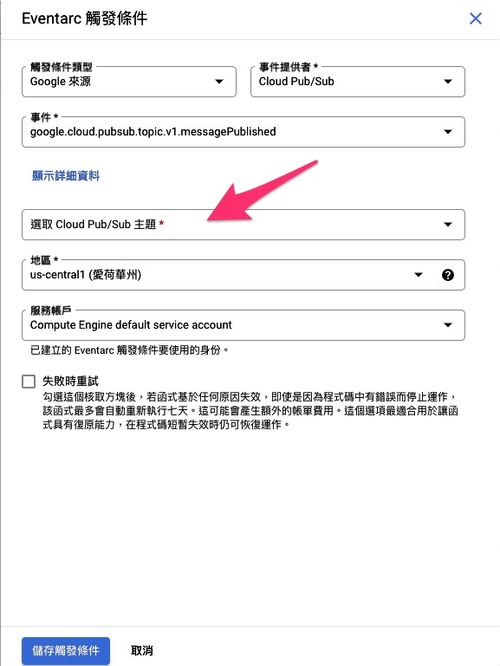 Eventarc 觸發條件
觸發條件類型
Google 來源
事件提供者 *
Cloud Pub/Sub
事件 *
google.cloud.pubsub.topic.v1.messagePublished
顯示詳細資料
選取 Cloud Pub/Sub 主題 *
地區 *
us-central1 (愛荷華州)
服務帳戶
Compute Engine default service account
已建立的 Eventarc 觸發條件要使用的身份。
失敗時重試
勾選這個核取方塊後，若函式基於任何原因失效，即使是因為程式碼中有錯誤而停止運作，
該函式最多會自動重新執行七天。這可能會產生額外的帳單費用。這個選項最適合用於讓函
式具有復原能力，在程式碼短暫失效時仍可恢復運作。
儲存觸發條件
取消